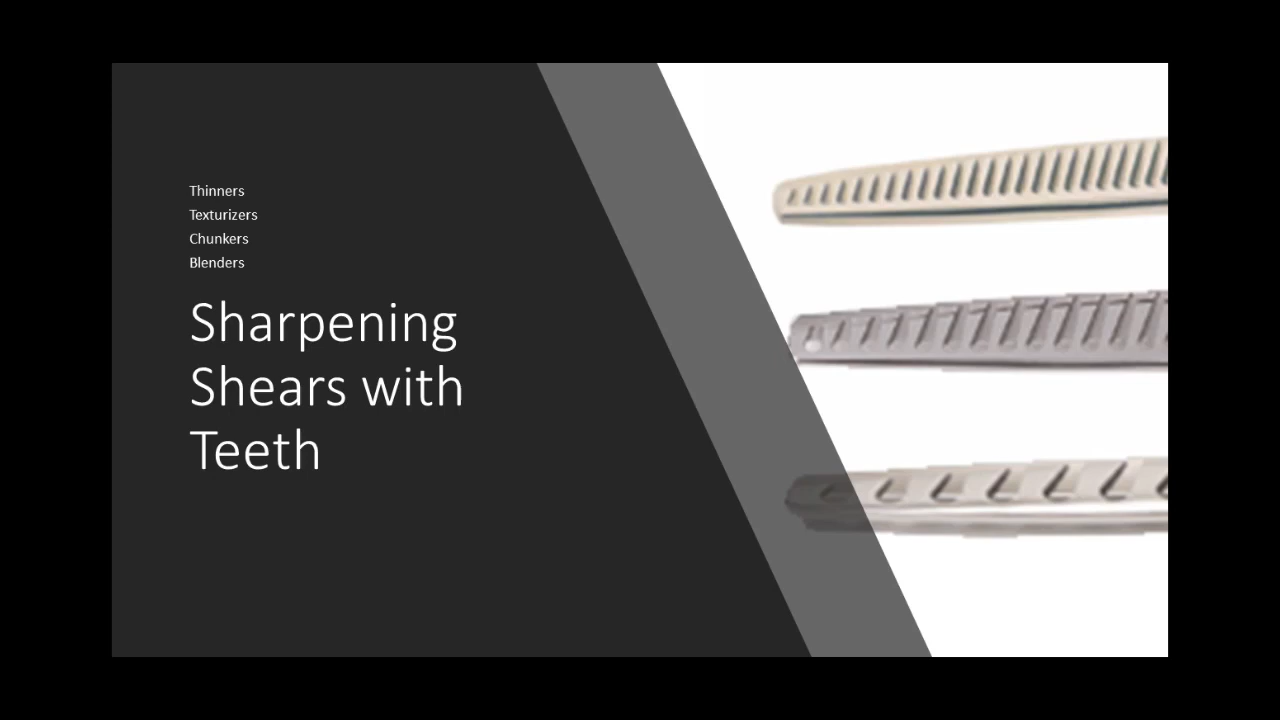 Thinners
Texturizers
Chunkers
Blenders
Sharpening
Shears with
Teeth